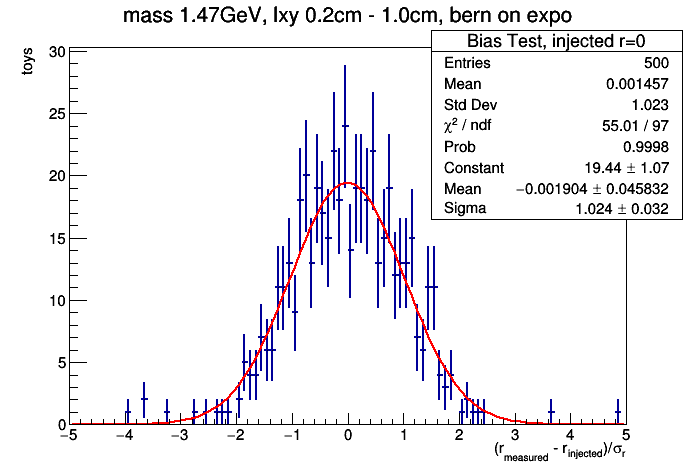 mass 1.47GeV, lxy 0.2cm - 1.0cm, bern on expo
Bias Test, injected r=0
Entries 500
Mean 0.001457
Std Dev 1.023
χ² / ndf 55.01 / 97
Prob 0.9998
Constant 19.44 ± 1.07
Mean −0.001904 ± 0.045832
Sigma 1.024 ± 0.032
toys
30
25
20
15
10
5
0
−5 −4 −3 −2 −1 0 1 2 3 4 5
(r_measured - r_injected)/σ_r